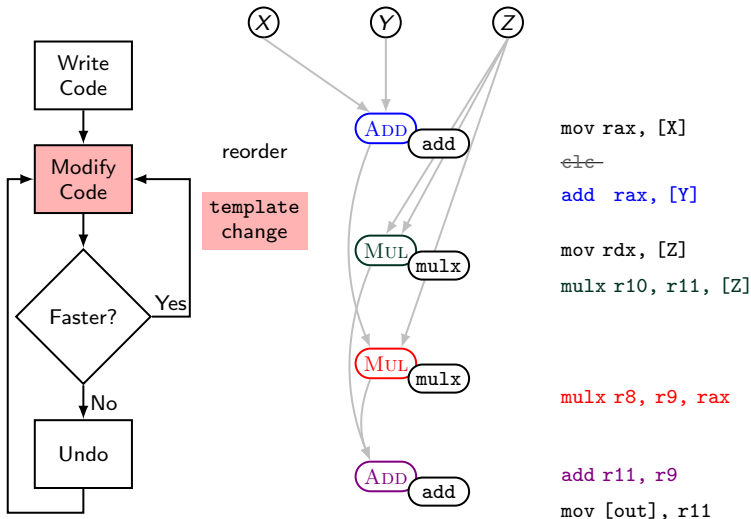 Write
Code
Modify
Code
Faster?
Yes
No
Undo
reorder
template
change
X
Y
Z
ADD
add
MUL
mulx
MUL
mulx
ADD
add
mov rax, [X]
clc
add rax, [Y]
mov rdx, [Z]
mulx r10, r11, [Z]
mulx r8, r9, rax
add r11, r9
mov [out], r11